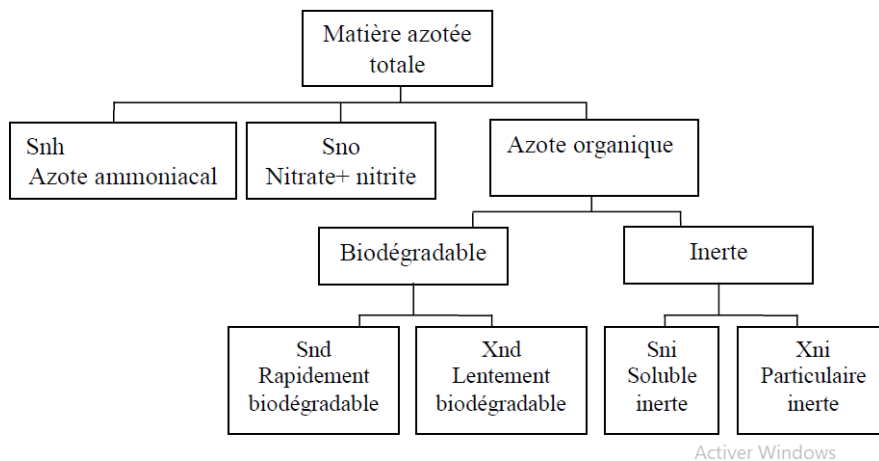 Matière azotée
totale
Snh
Azote ammoniacal
Sno
Nitrate+ nitrite
Azote organique
Biodégradable
Inerte
Snd
Rapidement
biodégradable
Xnd
Lentement
biodégradable
Sni
Soluble
inerte
Xni
Particulaire
inerte
Activer Windows